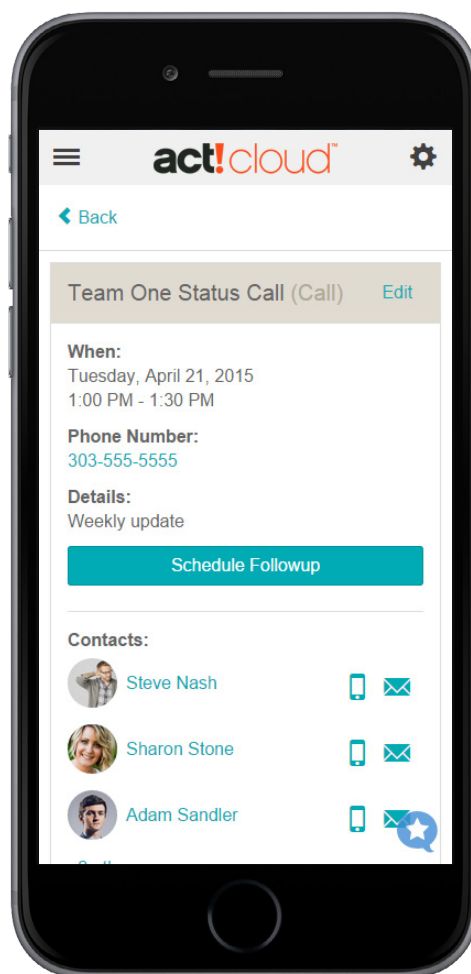 act!cloud™
Back
Team One Status Call (Call) Edit
When:
Tuesday, April 21, 2015
1:00 PM - 1:30 PM
Phone Number:
303-555-5555
Details:
Weekly update
Schedule Followup
Contacts:
Steve Nash
Sharon Stone
Adam Sandler